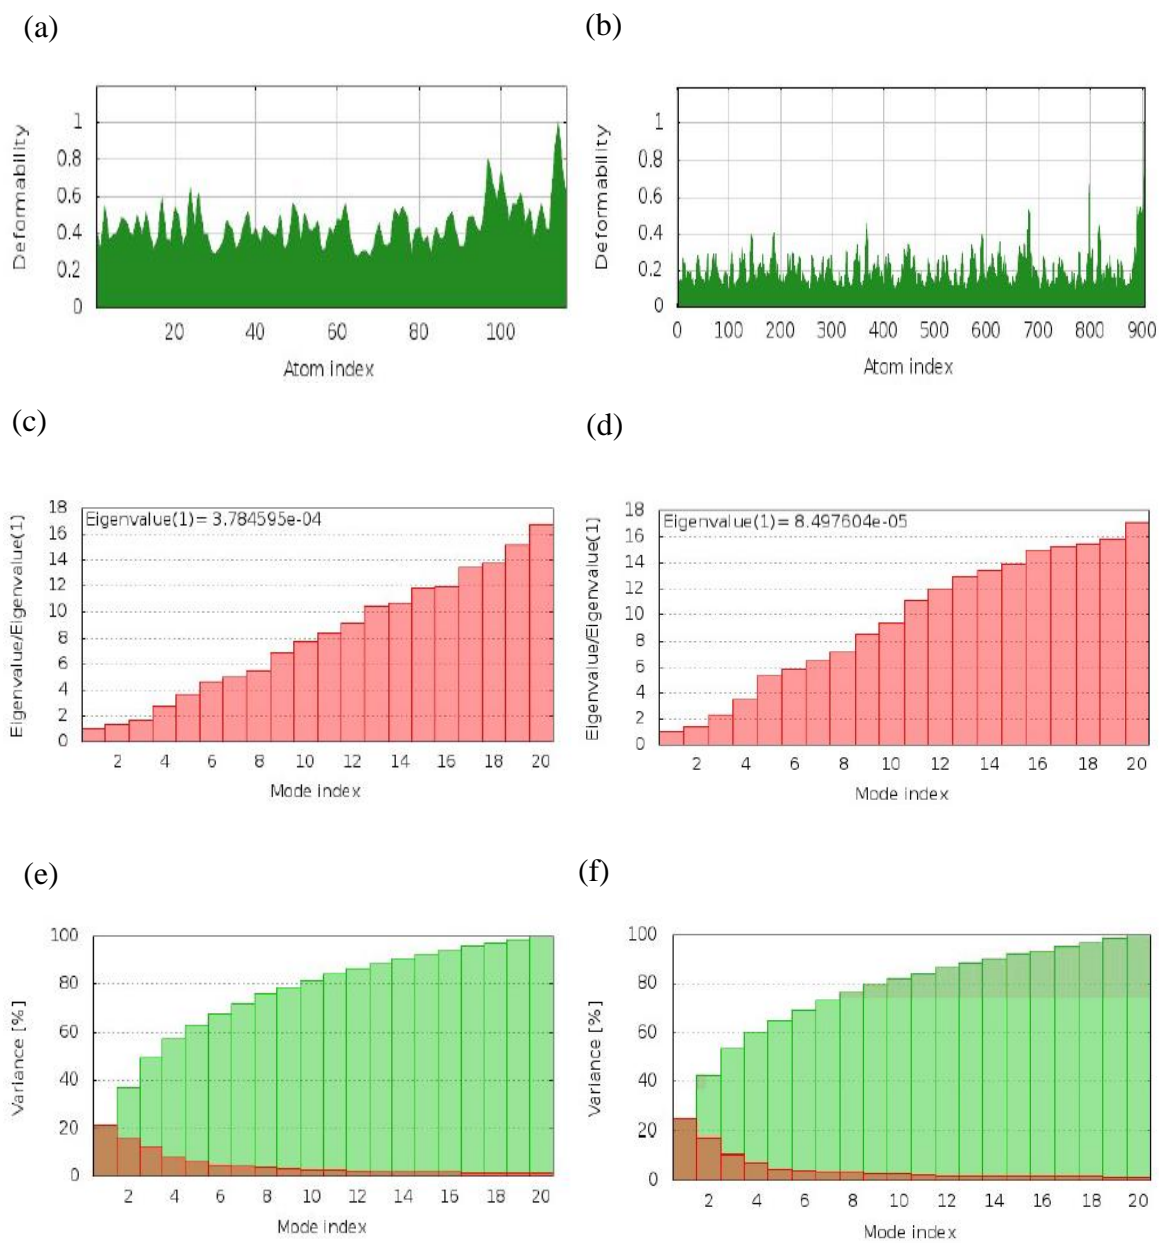 (a)
(b)
Deformability
1
0.8
0.6
0.4
0.2
0
20 40 60 80 100
Atom index
Deformability
1
0.8
0.6
0.4
0.2
0
0 100 200 300 400 500 600 700 800 900
Atom index
(c)
(d)
Eigenvalue/Eigenvalue(1)
Eigenvalue(1)= 3.784595e-04
18
16
14
12
10
8
6
4
2
0
2 4 6 8 10 12 14 16 18 20
Mode index
Eigenvalue/Eigenvalue(1)
Eigenvalue(1)= 8.497604e-05
18
16
14
12
10
8
6
4
2
0
2 4 6 8 10 12 14 16 18 20
Mode index
(e)
(f)
Variance [%]
100
80
60
40
20
0
2 4 6 8 10 12 14 16 18 20
Mode index
Variance [%]
100
80
60
40
20
0
2 4 6 8 10 12 14 16 18 20
Mode index